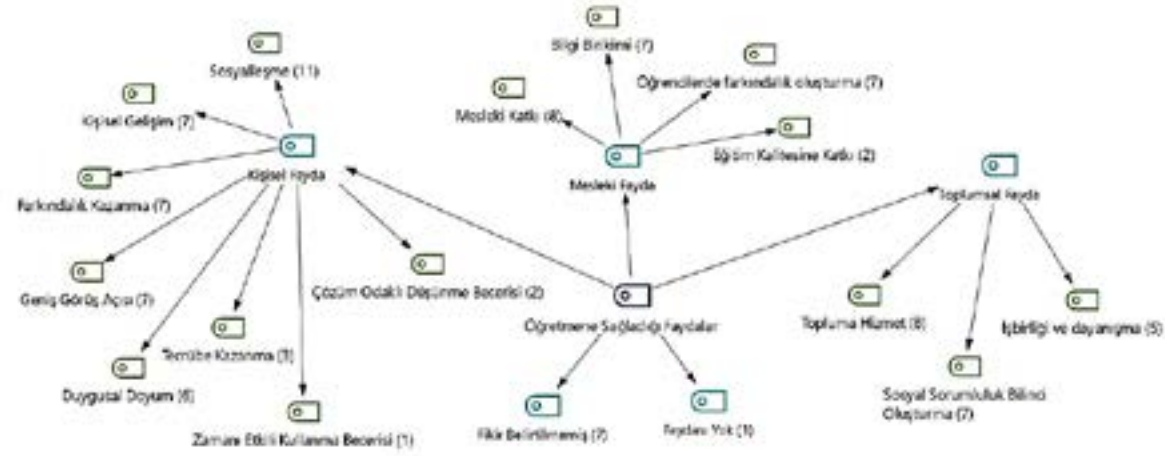 Bilgi Birikimi (7)
Sosyalleşme (11)
Öğrencilerde farkındalık oluşturma (7)
Mesleki Katkı (8)
Kişisel Gelişim (7)
Eğitim Kalitesine Katkı (2)
Kişisel Fayda
Mesleki Fayda
Toplumsal Fayda
Farkındalık Kazanma (7)
Geniş Görüş Açısı (7)
Çözüm Odaklı Düşünme Becerisi (2)
Öğretmene Sağladığı Faydalar
Topluma Hizmet (8)
İşbirliği ve dayanışma (5)
Tecrübe Kazanma (3)
Duygusal Doyum (6)
Sosyal Sorumluluk Bilinci
Oluşturma (7)
Zamanı Etkili Kullanma Becerisi (1)
Fikir Belirtilmemiş (7)
Faydası Yok (3)